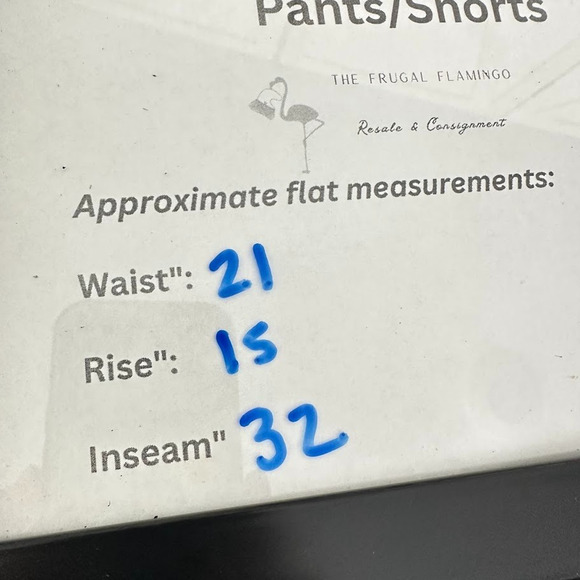 Pants/Shorts
THE FRUGAL FLAMINGO
Resale & Consignment
Approximate flat measurements:
Waist": 21
Rise": 15
Inseam" 32